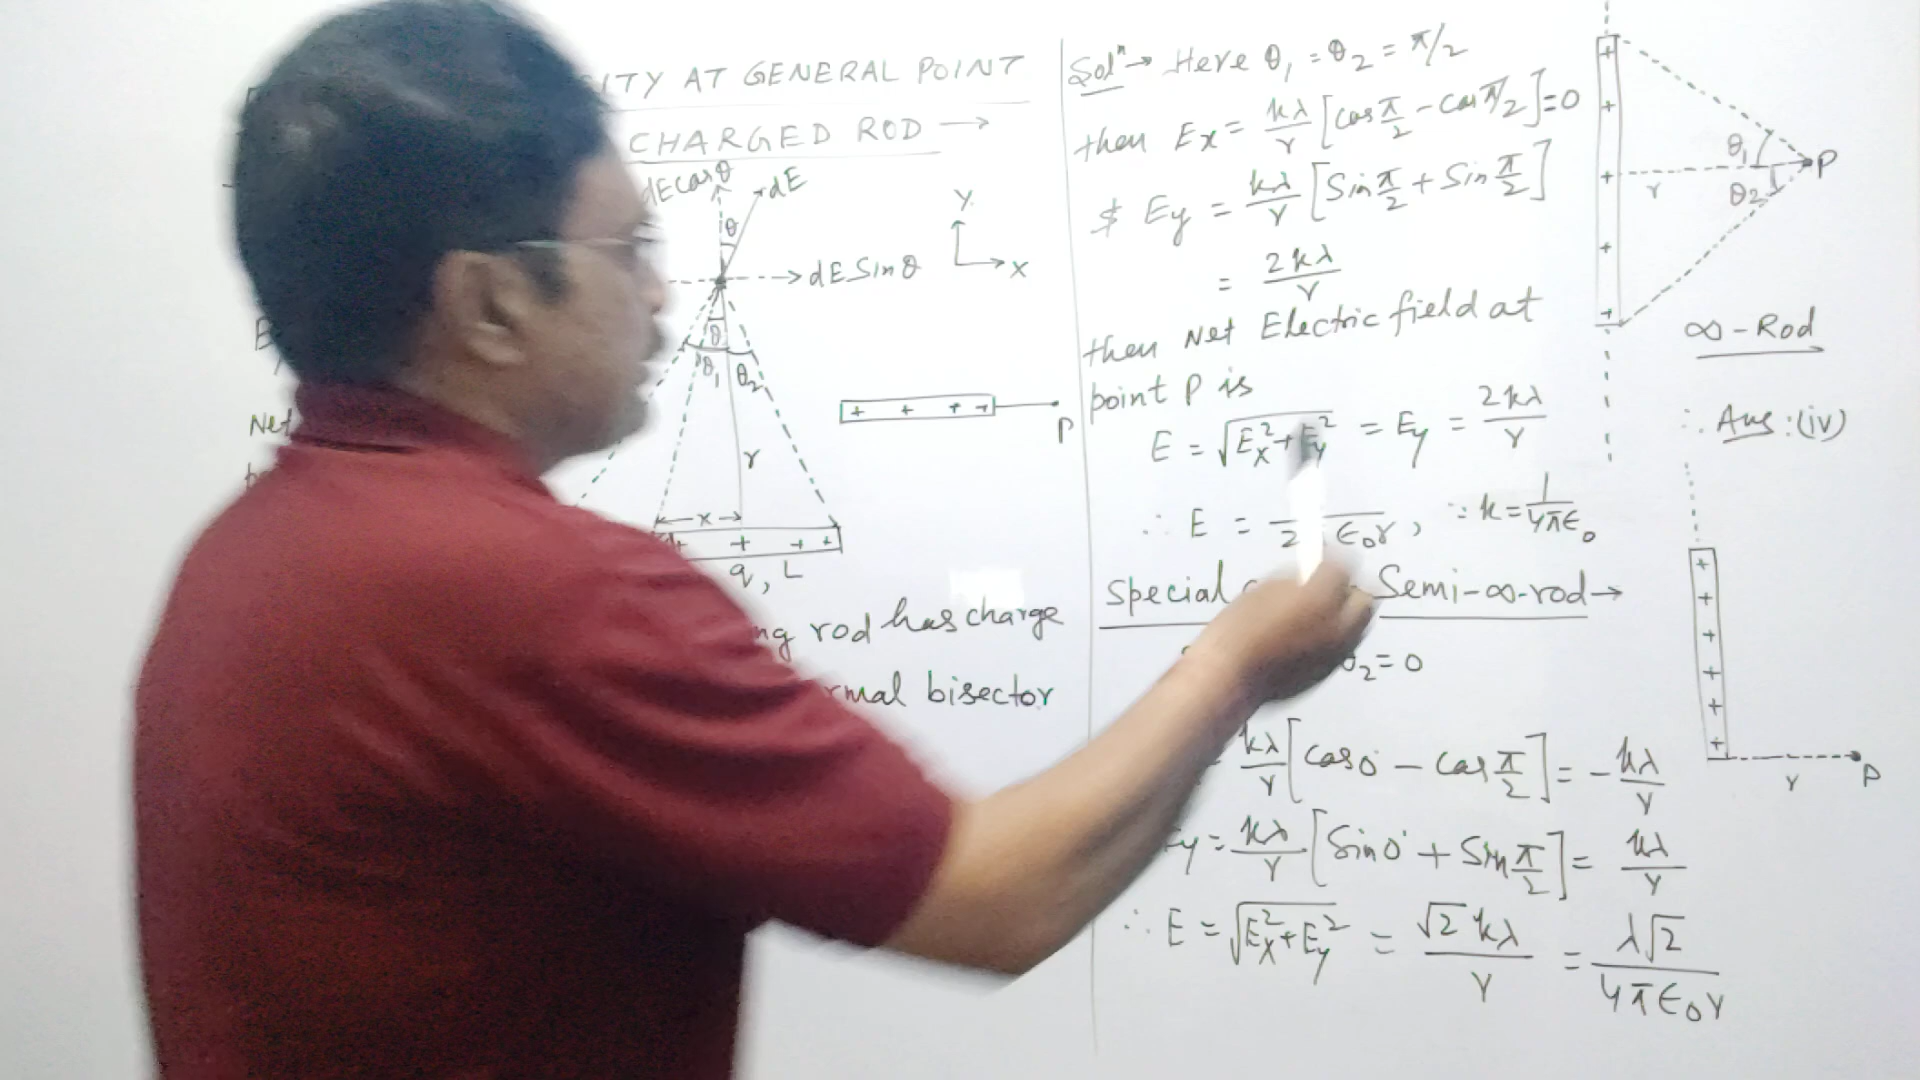 ITY AT GENERAL POINT
CHARGED ROD →
dE cosθ
dE
θ
Y
X
dE Sinθ
θ
θ₁ θ₂
r
+ + + +
P
x
+ + + +
q, L
ng rod has charge
rmal bisector
Net
Solⁿ → Here θ₁ = θ₂ = π/2
then Ex = kλ/r [cos π/2 - cos π/2] = 0
$ Ey = kλ/r [Sin π/2 + Sin π/2]
= 2kλ/r
then Net Electric field at
point P is
E = √(Ex² + Ey²) = Ey = 2kλ/r
∴ E = 2 ε₀r, ∵ k = 1/4πε₀
Special Semi-∞-rod →
θ₂ = 0
kλ/r [cos0 - cos π/2] = - kλ/r
Ey = kλ/r [Sin0 + Sin π/2] = kλ/r
∴ E = √(Ex² + Ey²) = √2 kλ/r = λ√2/4πε₀r
+ + + + +
θ₁
θ₂
r
P
∞-Rod
∴ Ans: (iv)
+ + + + + +
r
P